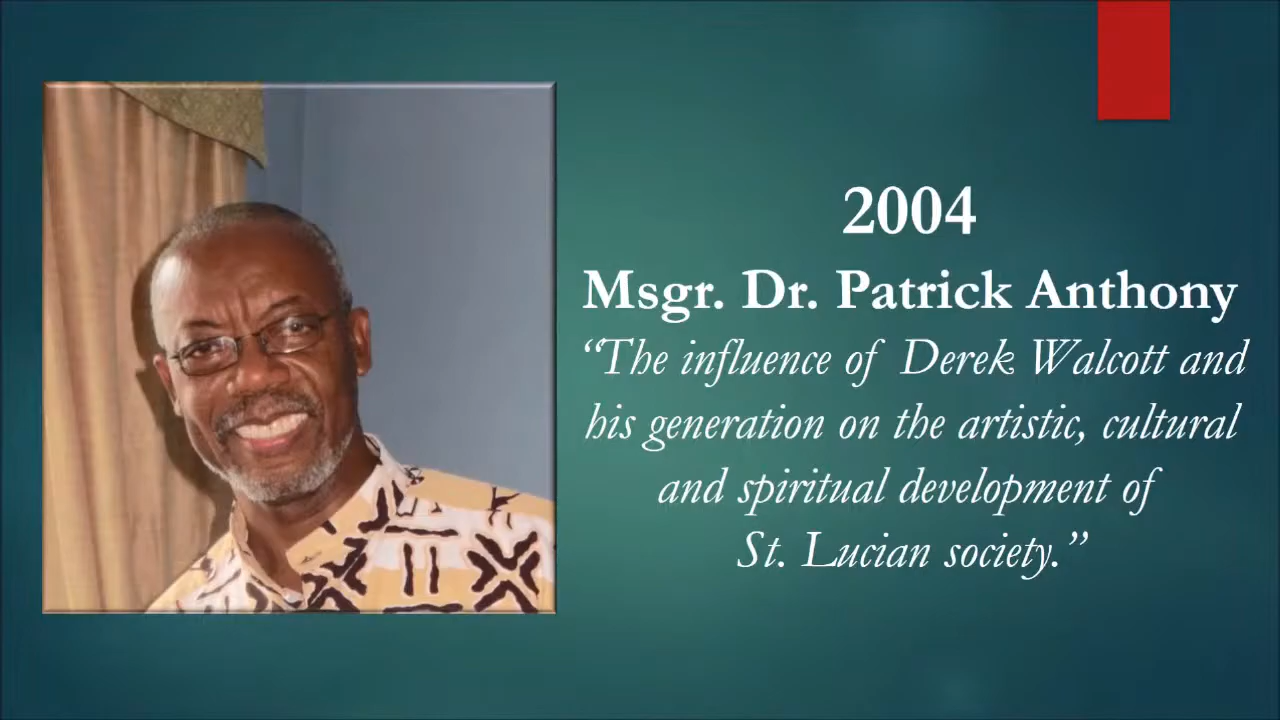 2004
Msgr. Dr. Patrick Anthony
“The influence of Derek Walcott and
his generation on the artistic, cultural
and spiritual development of
St. Lucian society.”